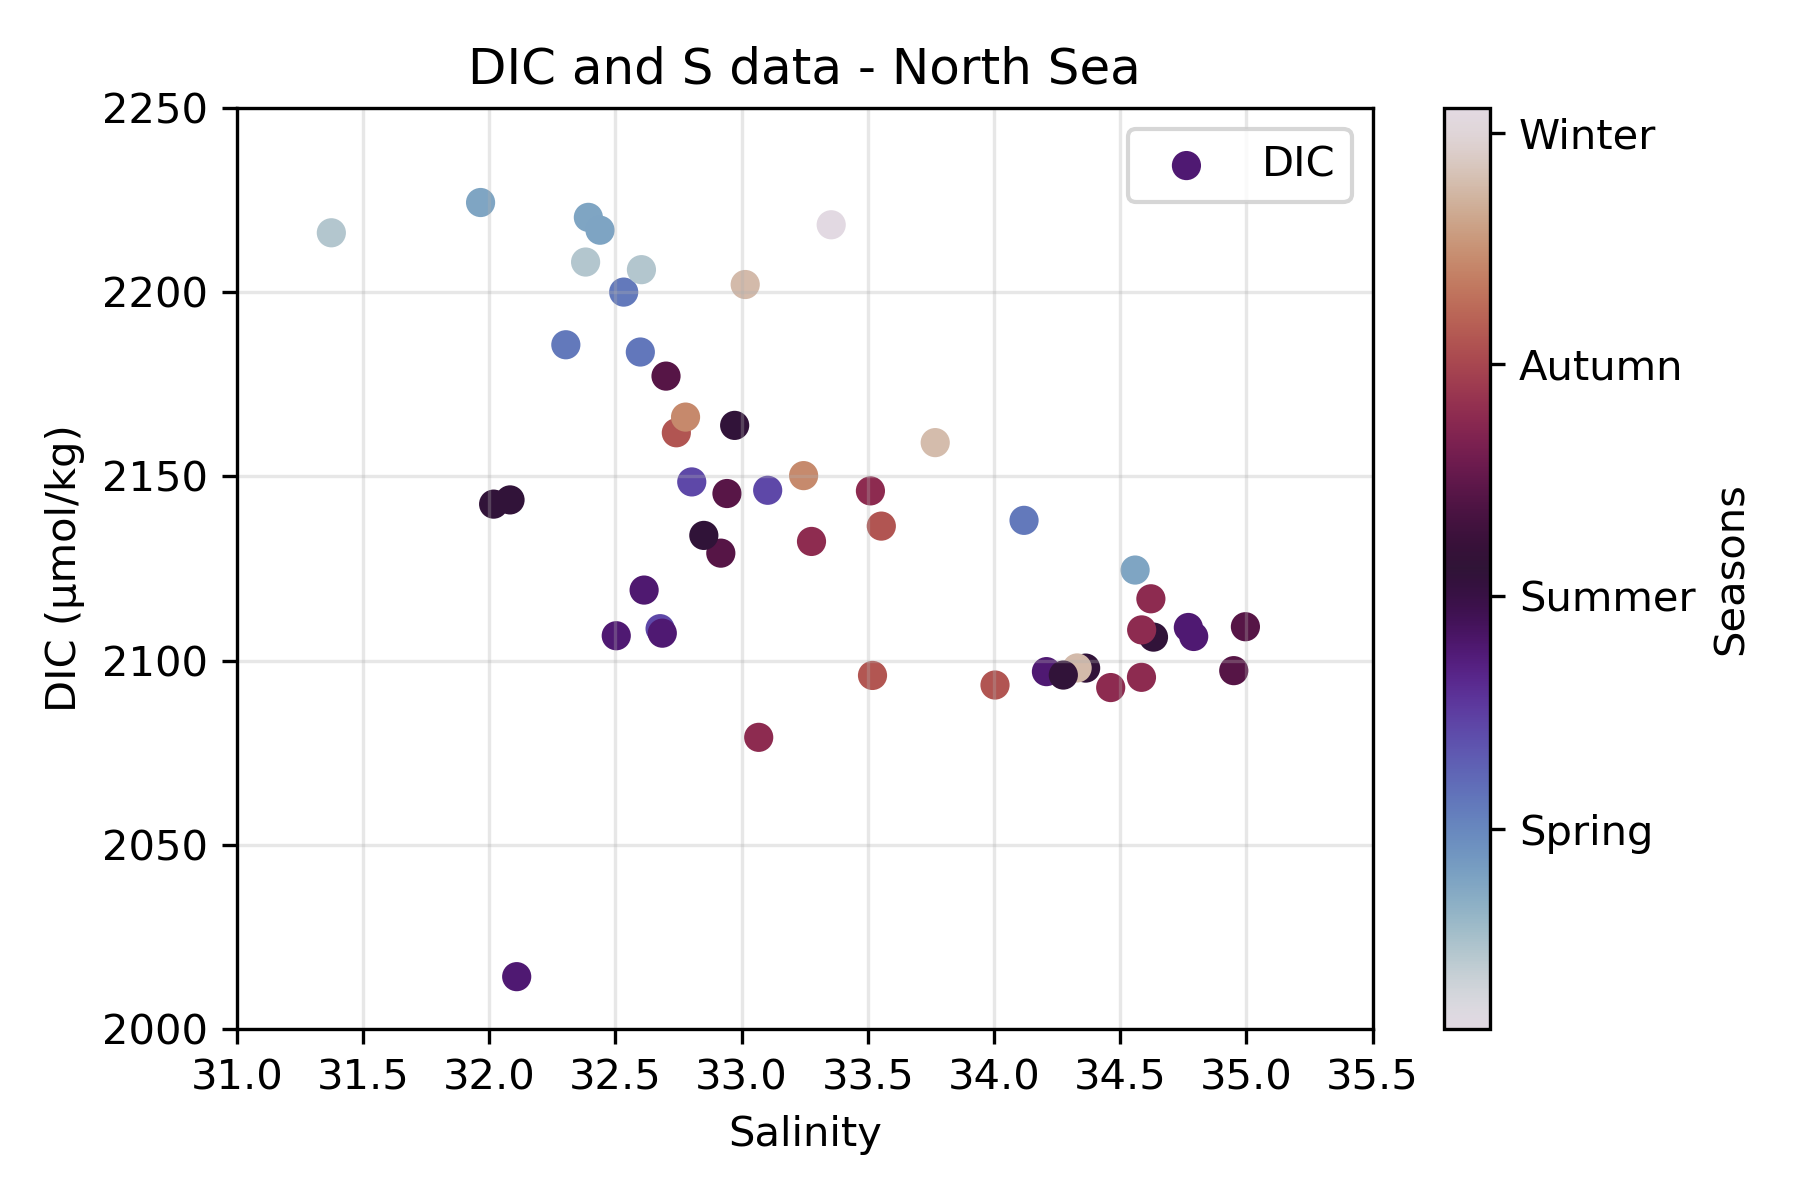 DIC and S data - North Sea
2250
2200
2150
2100
2050
2000
DIC (µmol/kg)
DIC
31.0 31.5 32.0 32.5 33.0 33.5 34.0 34.5 35.0 35.5
Salinity
Winter
Autumn
Summer
Spring
Seasons